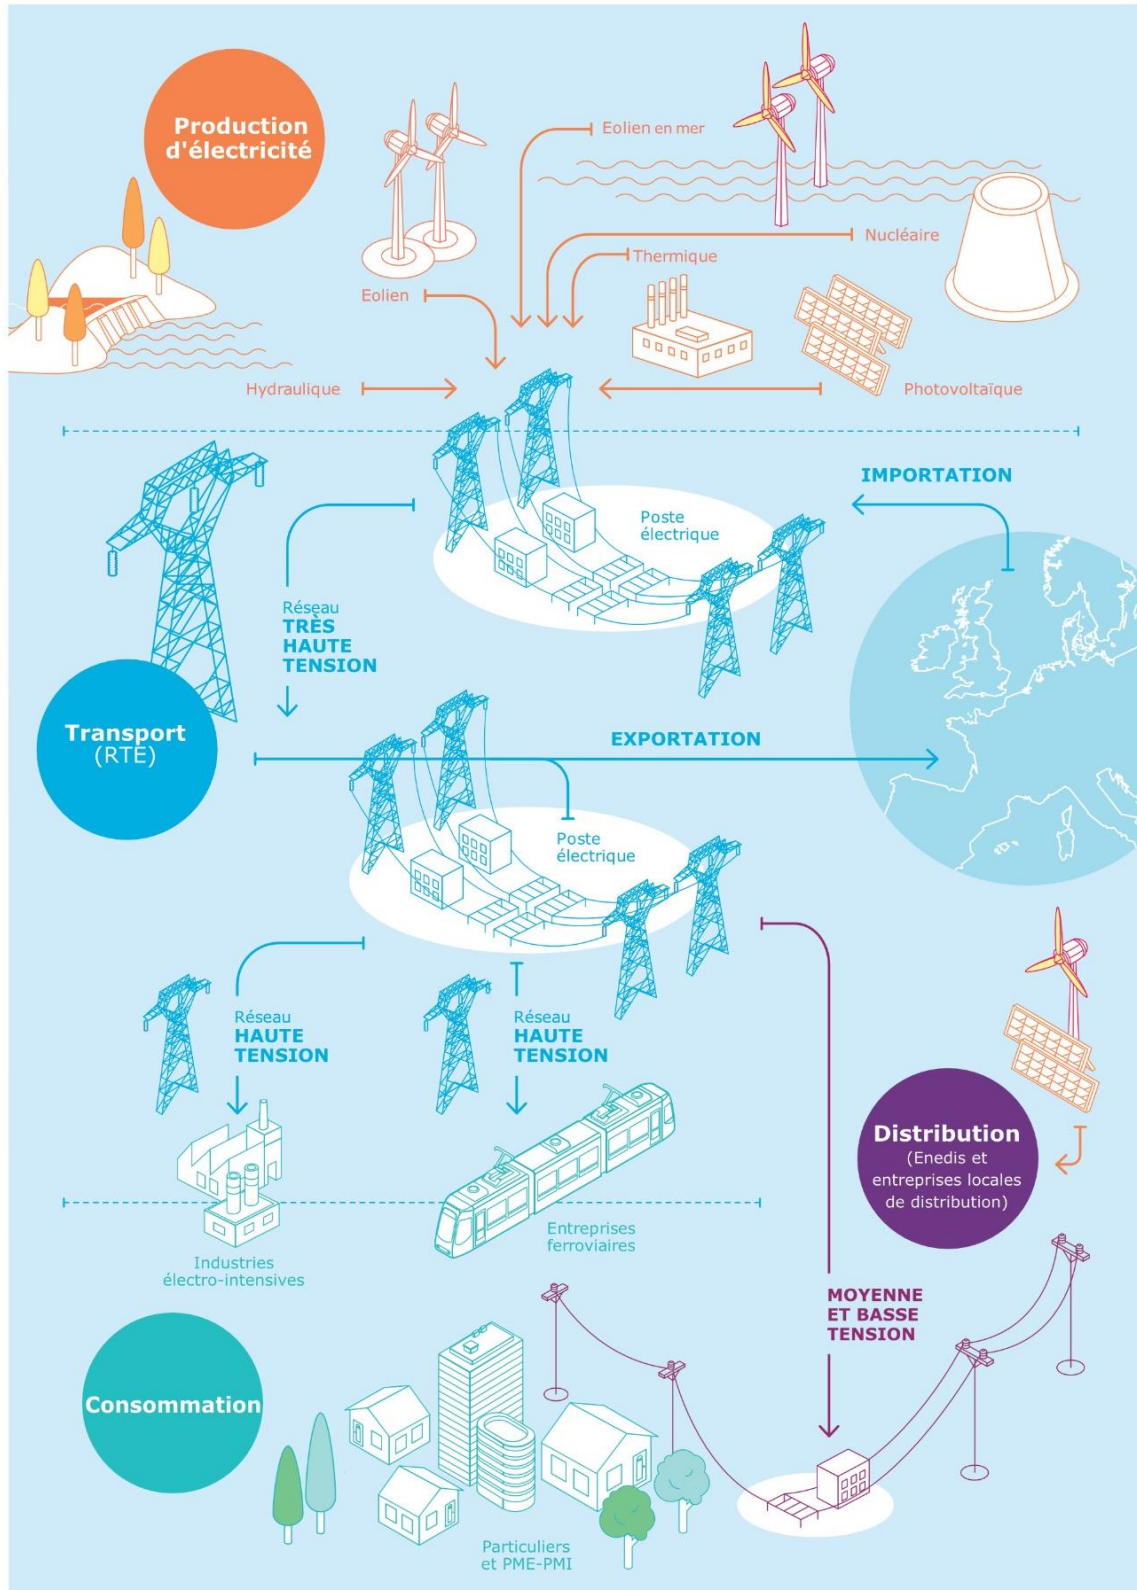 Production
d'électricité
Eolien en mer
Nucléaire
Thermique
Eolien
Hydraulique
Photovoltaïque
IMPORTATION
Poste
électrique
Réseau
TRÈS
HAUTE
TENSION
Transport
(RTE)
EXPORTATION
Poste
électrique
Réseau
HAUTE
TENSION
Réseau
HAUTE
TENSION
Distribution
(Enedis et
entreprises locales
de distribution)
Entreprises
ferroviaires
Industries
électro-intensives
MOYENNE
ET BASSE
TENSION
Consommation
Particuliers
et PME-PMI